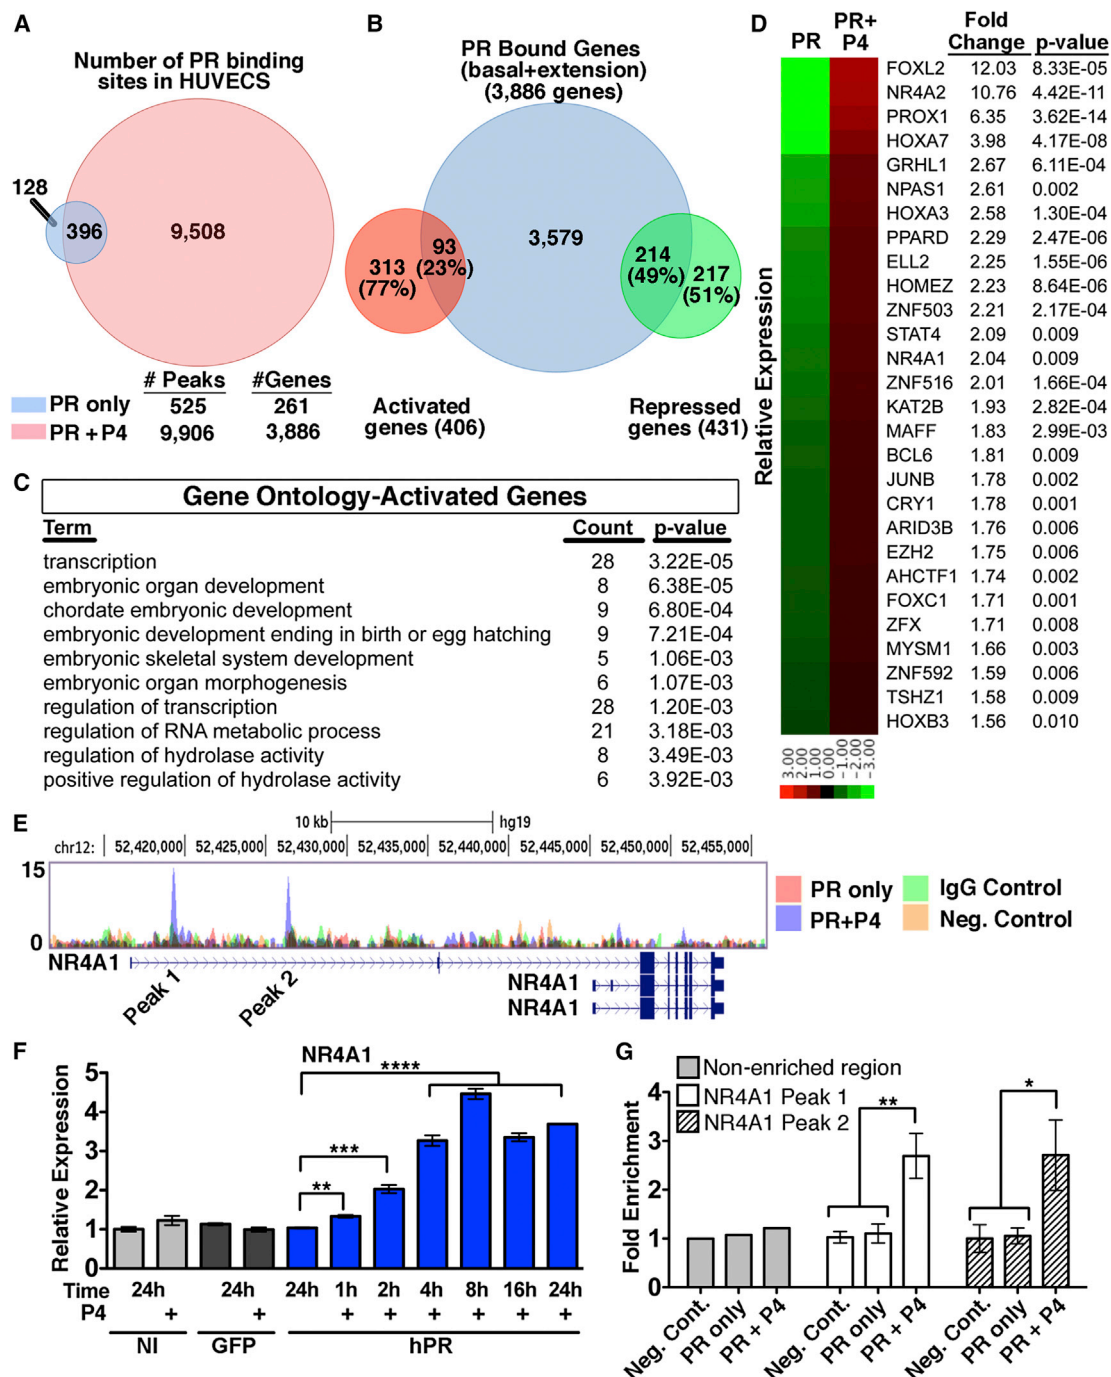 A
Number of PR binding
sites in HUVECS
128
396
9,508
# Peaks #Genes
PR only 525 261
PR + P4 9,906 3,886
B
PR Bound Genes
(basal+extension)
(3,886 genes)
93
(23%)
313
(77%)
3,579
214
(49%)
217
(51%)
Activated
genes (406)
Repressed
genes (431)
C
Gene Ontology-Activated Genes
Term Count p-value
transcription 28 3.22E-05
embryonic organ development 8 6.38E-05
chordate embryonic development 9 6.80E-04
embryonic development ending in birth or egg hatching 9 7.21E-04
embryonic skeletal system development 5 1.06E-03
embryonic organ morphogenesis 6 1.07E-03
regulation of transcription 28 1.20E-03
regulation of RNA metabolic process 21 3.18E-03
regulation of hydrolase activity 8 3.49E-03
positive regulation of hydrolase activity 6 3.92E-03
D
PR
PR+
P4
Fold
Change p-value
Relative Expression
FOXL2 12.03 8.33E-05
NR4A2 10.76 4.42E-11
PROX1 6.35 3.62E-14
HOXA7 3.98 4.17E-08
GRHL1 2.67 6.11E-04
NPAS1 2.61 0.002
HOXA3 2.58 1.30E-04
PPARD 2.29 2.47E-06
ELL2 2.25 1.55E-06
HOMEZ 2.23 8.64E-06
ZNF503 2.21 2.17E-04
STAT4 2.09 0.009
NR4A1 2.04 0.009
ZNF516 2.01 1.66E-04
KAT2B 1.93 2.82E-04
MAFF 1.83 2.99E-03
BCL6 1.81 0.009
JUNB 1.78 0.002
CRY1 1.78 0.001
ARID3B 1.76 0.006
EZH2 1.75 0.006
AHCTF1 1.74 0.002
FOXC1 1.71 0.001
ZFX 1.71 0.008
MYSM1 1.66 0.003
ZNF592 1.59 0.006
TSHZ1 1.58 0.009
HOXB3 1.56 0.010
3.00 2.00 1.00 0.00 -1.00 -2.00 -3.00
E
10 kb hg19
chr12: 52,420,000 52,425,000 52,430,000 52,435,000 52,440,000 52,445,000 52,450,000 52,455,000
15
0
PR only IgG Control
PR+P4 Neg. Control
NR4A1
Peak 1
Peak 2
NR4A1
NR4A1
F
NR4A1
Relative Expression
5
4
3
2
1
0
****
***
**
Time 24h 24h 24h 1h 2h 4h 8h 16h 24h
P4 + + + + + + + +
NI GFP hPR
G
Non-enriched region
NR4A1 Peak 1
NR4A1 Peak 2
Fold Enrichment
4
3
2
1
0
**
*
Neg. Cont. PR only PR + P4 Neg. Cont. PR only PR + P4 Neg. Cont. PR only PR + P4